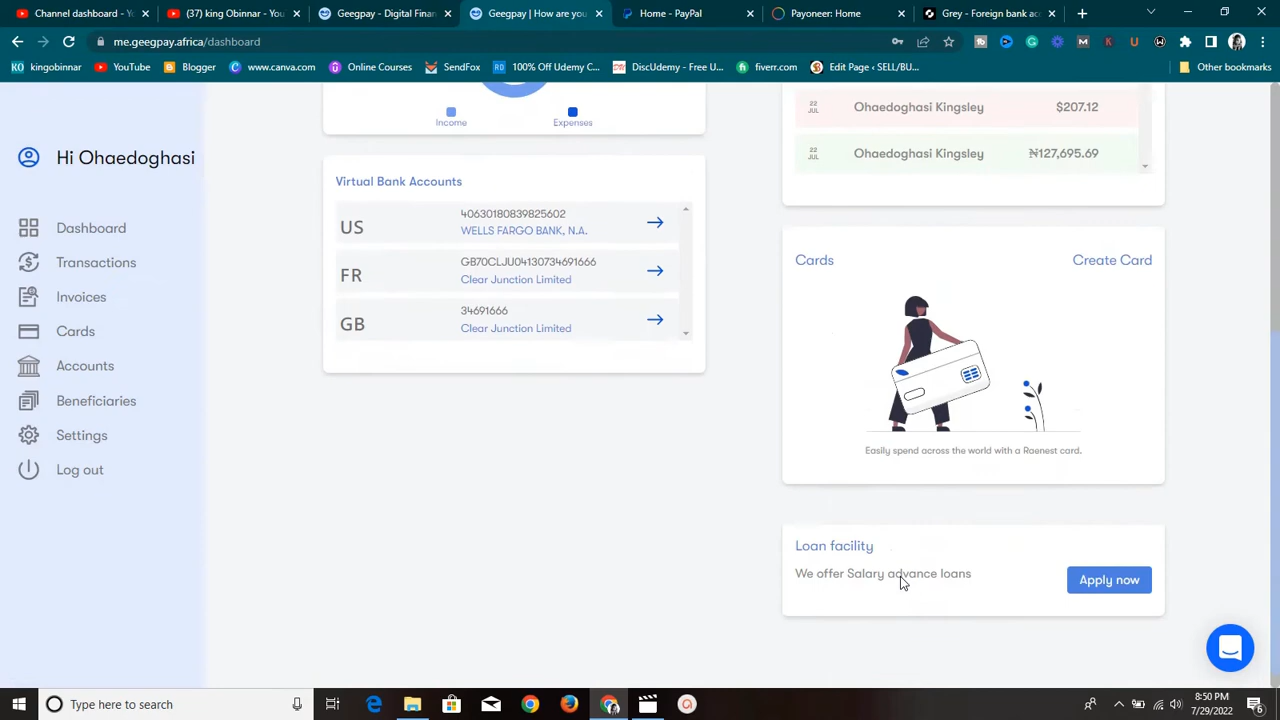 Channel dashboard - Y
(37) king Obinnar - You
Geegpay - Digital Finan
Geegpay | How are you
Home - PayPal
Payoneer: Home
Grey - Foreign bank ac
me.geegpay.africa/dashboard
kingobinnar
YouTube
Blogger
www.canva.com
Online Courses
SendFox
100% Off Udemy C...
DiscUdemy - Free U...
fiverr.com
Edit Page ‹ SELL/BU...
Other bookmarks
Hi Ohaedoghasi
Dashboard
Transactions
Invoices
Cards
Accounts
Beneficiaries
Settings
Log out
Income
Expenses
Virtual Bank Accounts
US
40630180839825602
WELLS FARGO BANK, N.A.
FR
GB70CLJU04130734691666
Clear Junction Limited
GB
34691666
Clear Junction Limited
22 JUL
Ohaedoghasi Kingsley
$207.12
22 JUL
Ohaedoghasi Kingsley
₦127,695.69
Cards
Create Card
Easily spend across the world with a Raenest card.
Loan facility
We offer Salary advance loans
Apply now
Type here to search
8:50 PM
7/29/2022